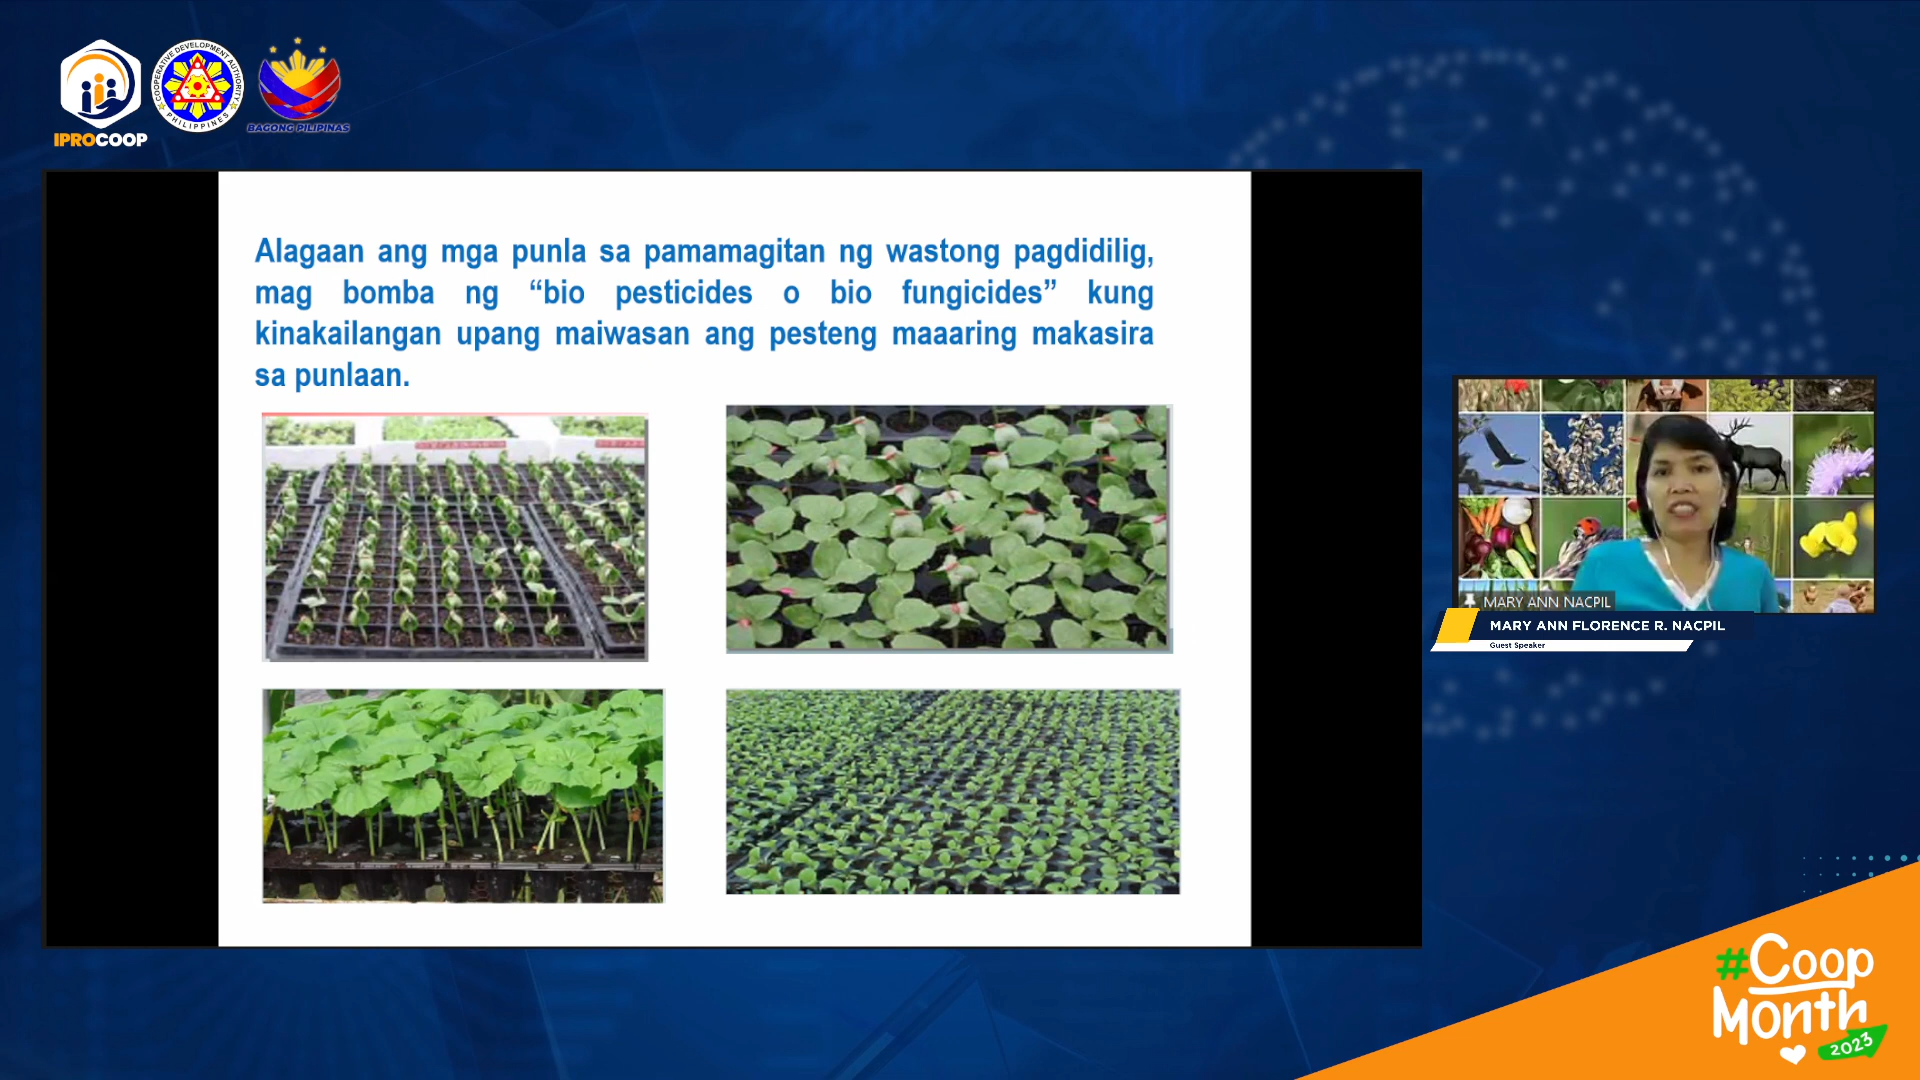 IPROCOOP
COOPERATIVE DEVELOPMENT AUTHORITY
PHILIPPINES
BAGONG PILIPINAS
Alagaan ang mga punla sa pamamagitan ng wastong pagdidilig,
mag bomba ng “bio pesticides o bio fungicides” kung
kinakailangan upang maiwasan ang pesteng maaaring makasira
sa punlaan.
MARY ANN NACPIL
MARY ANN FLORENCE R. NACPIL
Guest Speaker
#Coop
Month
2023